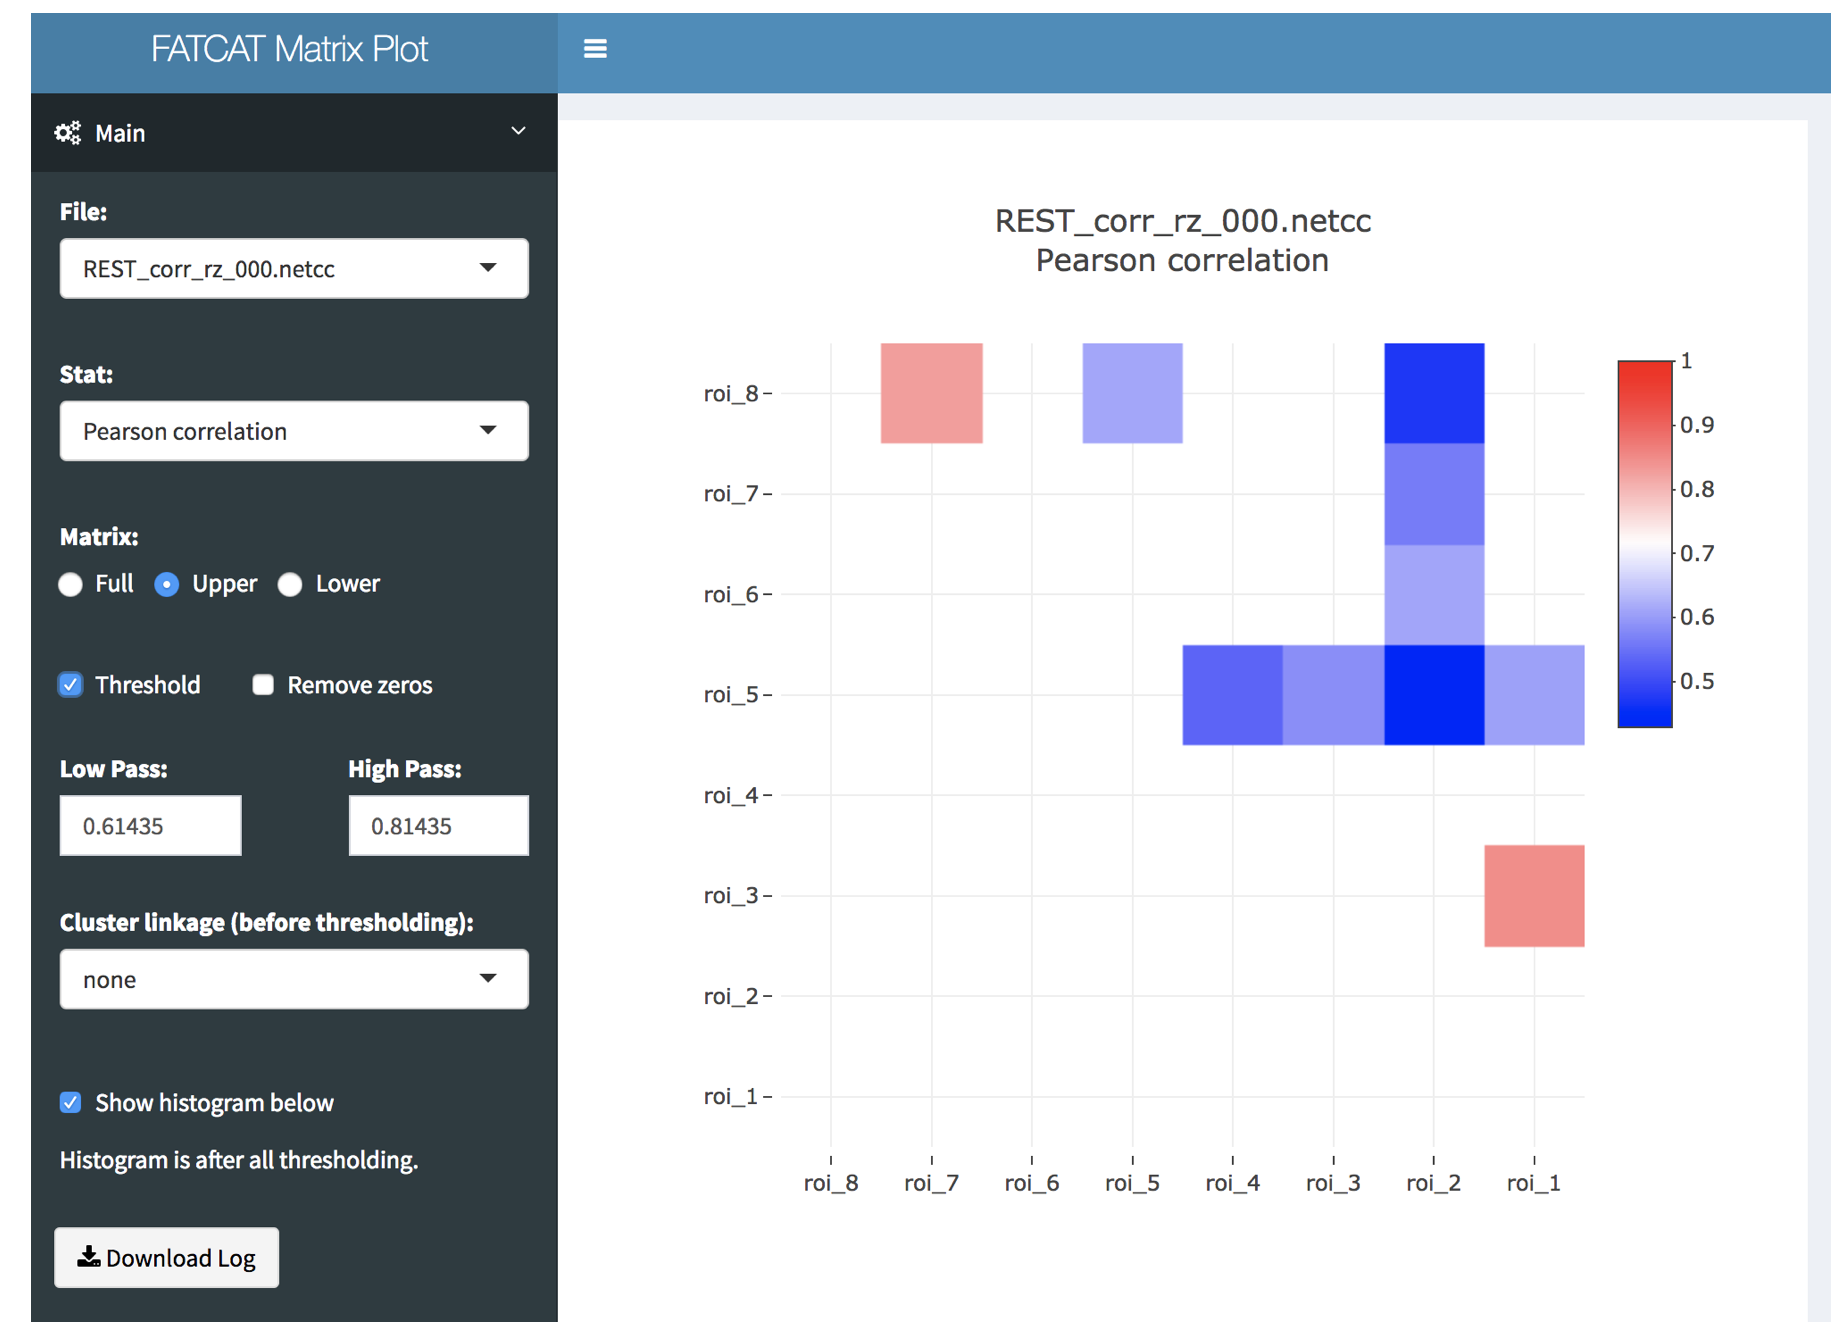 FATCAT Matrix Plot
Main
File:
REST_corr_rz_000.netcc
Stat:
Pearson correlation
Matrix:
Full Upper Lower
Threshold Remove zeros
Low Pass: High Pass:
0.61435 0.81435
Cluster linkage (before thresholding):
none
Show histogram below
Histogram is after all thresholding.
Download Log
REST_corr_rz_000.netcc
Pearson correlation
roi_8
roi_7
roi_6
roi_5
roi_4
roi_3
roi_2
roi_1
roi_8 roi_7 roi_6 roi_5 roi_4 roi_3 roi_2 roi_1
1
0.9
0.8
0.7
0.6
0.5